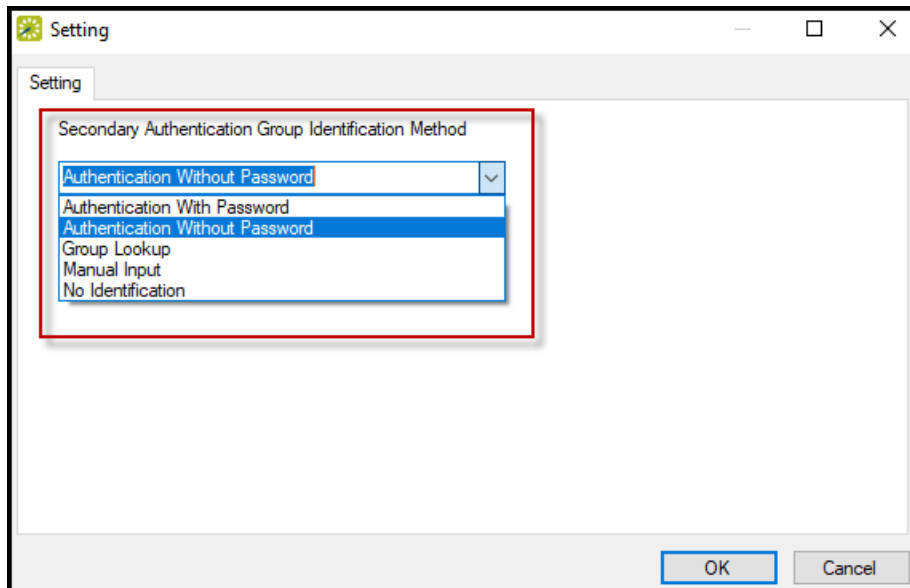 Setting
Setting
Secondary Authentication Group Identification Method
Authentication Without Password
Authentication With Password
Authentication Without Password
Group Lookup
Manual Input
No Identification
OK Cancel